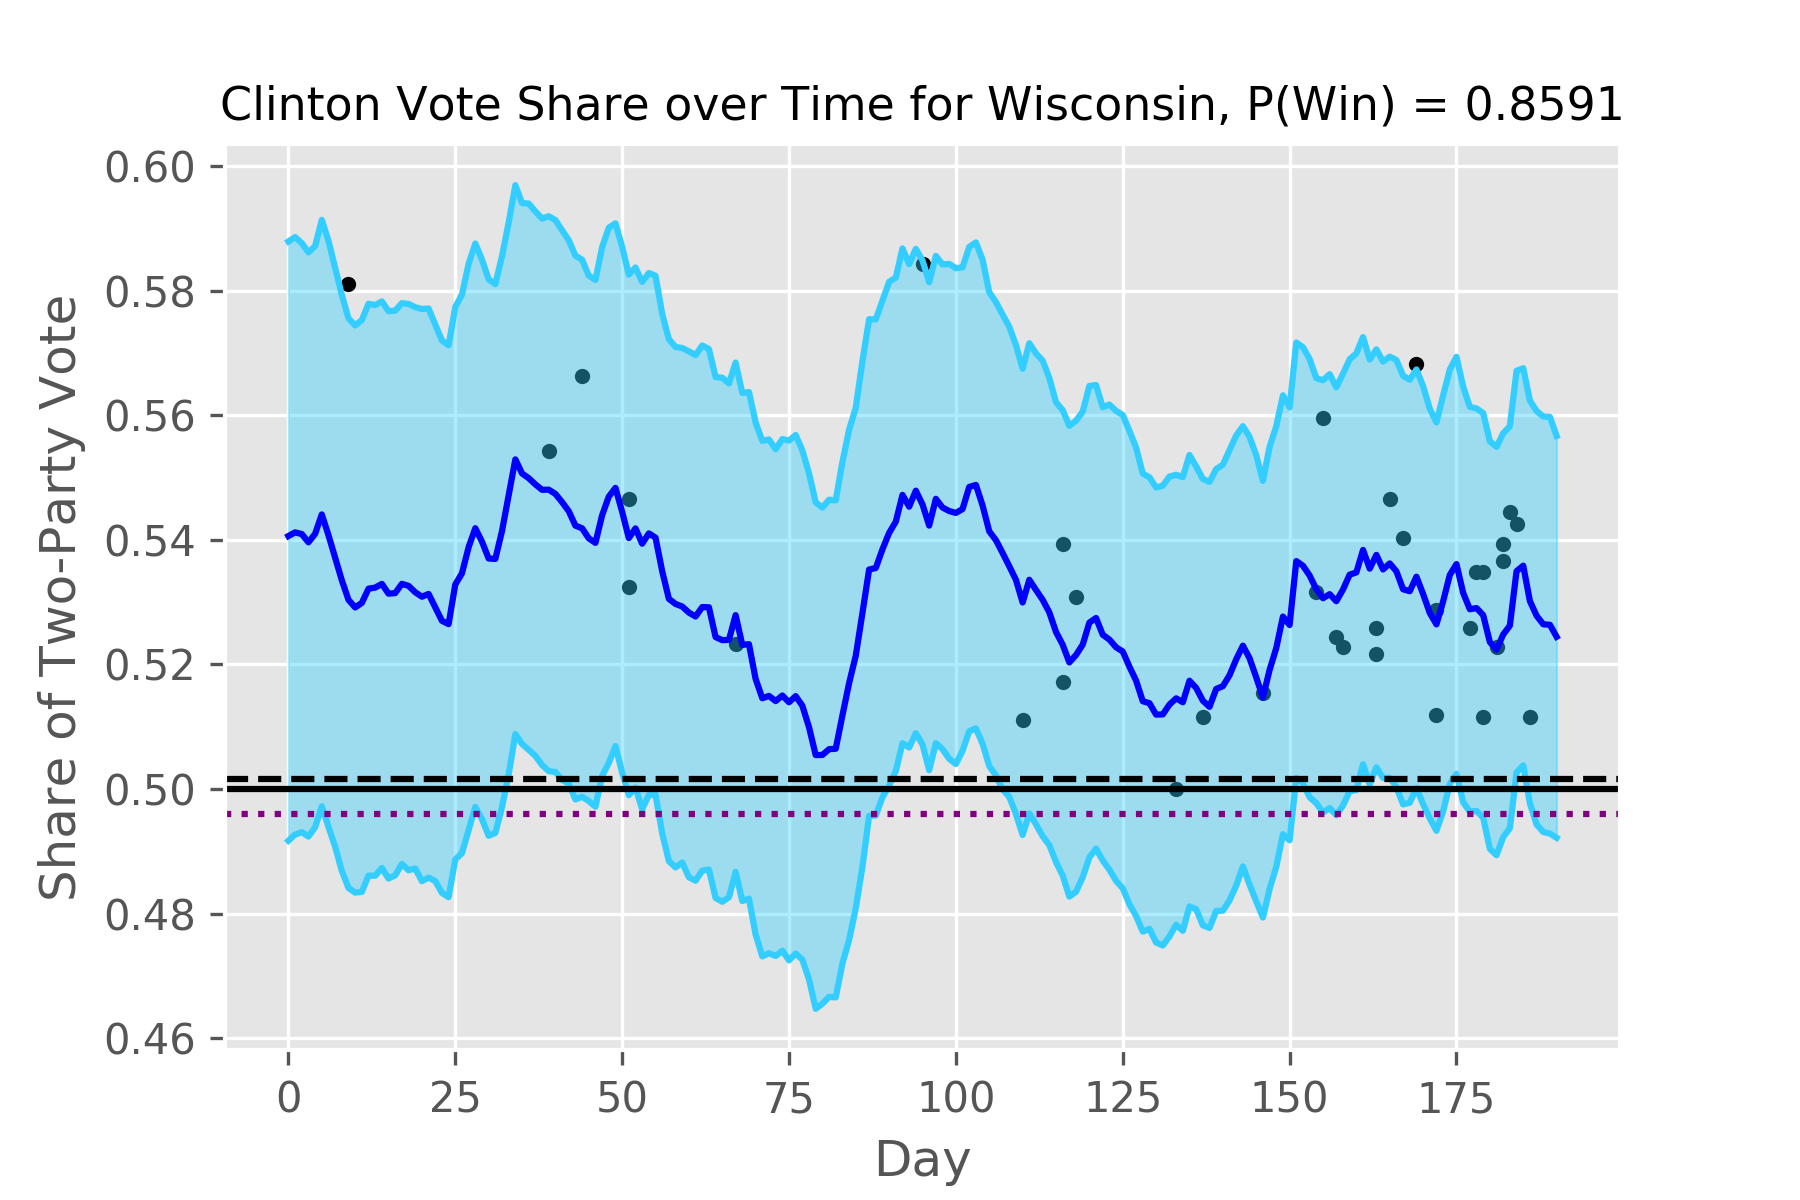 Clinton Vote Share over Time for Wisconsin, P(Win) = 0.8591
Share of Two-Party Vote
0.60
0.58
0.56
0.54
0.52
0.50
0.48
0.46
0 25 50 75 100 125 150 175
Day